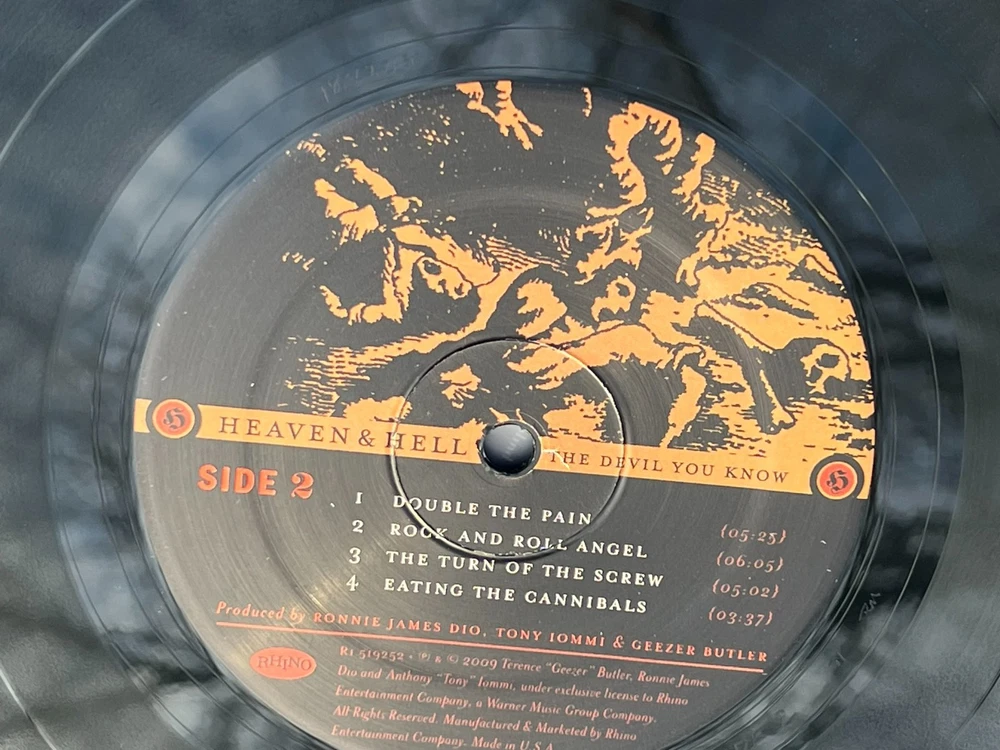 HEAVEN & HELL THE DEVIL YOU KNOW
SIDE 2
1 DOUBLE THE PAIN (05:25)
2 ROCK AND ROLL ANGEL (06:05)
3 THE TURN OF THE SCREW (05:02)
4 EATING THE CANNIBALS (03:37)
Produced by RONNIE JAMES DIO, TONY IOMMI & GEEZER BUTLER
RHINO
R1 519252 • ℗ & © 2009 Terence "Geezer" Butler, Ronnie James
Dio and Anthony "Tony" Iommi, under exclusive license to Rhino
Entertainment Company, a Warner Music Group Company.
All Rights Reserved. Manufactured & Marketed by Rhino
Entertainment Company. Made in U.S.A.